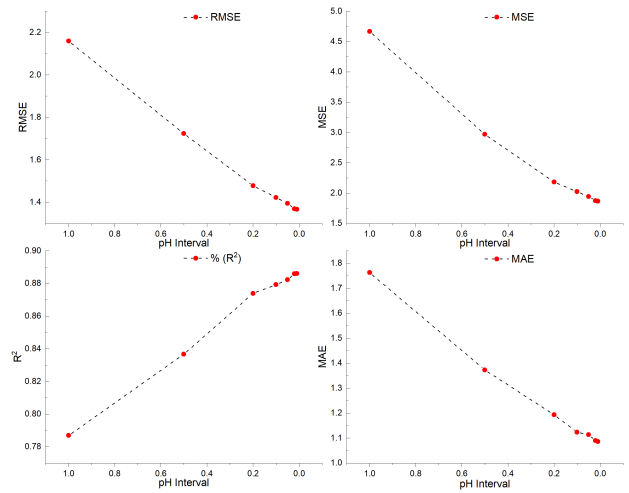 RMSE
2.2
2.0
1.8
1.6
1.4
RMSE
1.0 0.8 0.6 0.4 0.2 0.0
pH Interval
MSE
5.0
4.5
4.0
3.5
3.0
2.5
2.0
1.5
MSE
1.0 0.8 0.6 0.4 0.2 0.0
pH Interval
% (R²)
0.90
0.88
0.86
0.84
0.82
0.80
0.78
R²
1.0 0.8 0.6 0.4 0.2 0.0
pH Interval
MAE
1.8
1.7
1.6
1.5
1.4
1.3
1.2
1.1
1.0
MAE
1.0 0.8 0.6 0.4 0.2 0.0
pH Interval